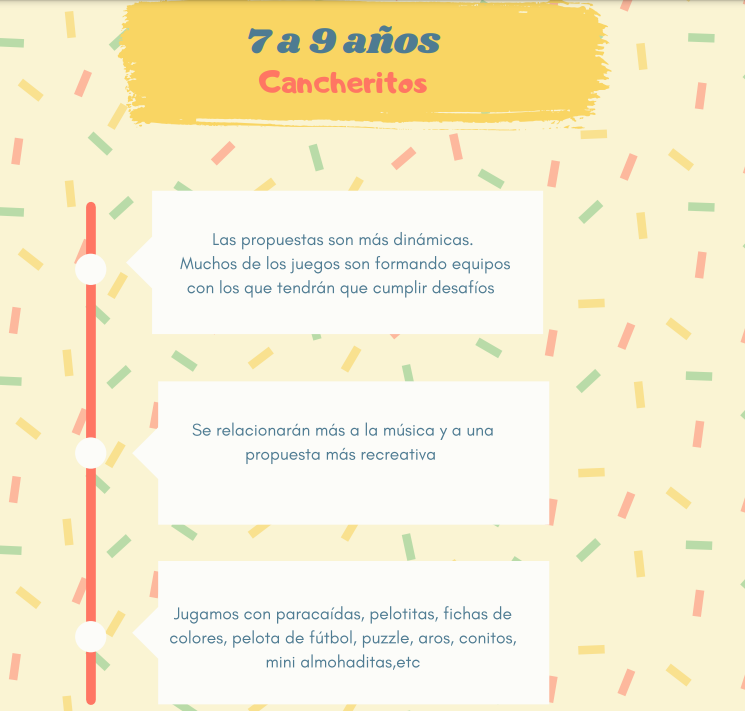 7 a 9 años
Cancheritos
Las propuestas son más dinámicas.
Muchos de los juegos son formando equipos
con los que tendrán que cumplir desafíos
Se relacionarán más a la música y a una
propuesta más recreativa
Jugamos con paracaídas, pelotitas, fichas de
colores, pelota de fútbol, puzzle, aros, conitos,
mini almohaditas,etc